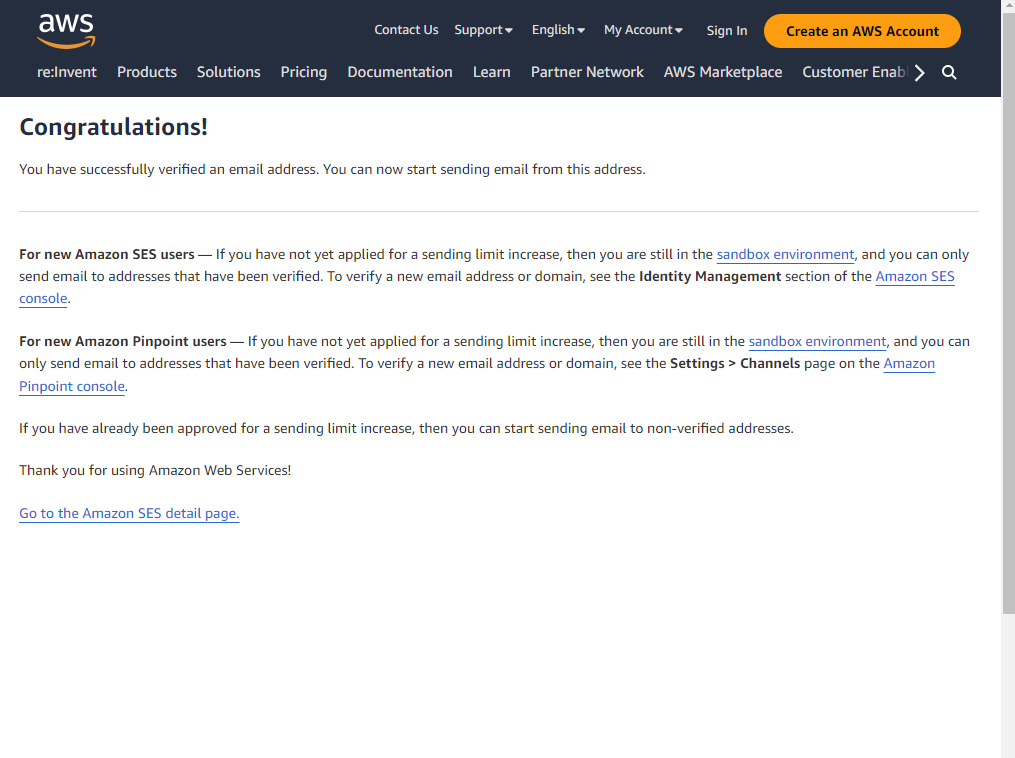 aws
Contact Us Support English My Account Sign In Create an AWS Account
re:Invent Products Solutions Pricing Documentation Learn Partner Network AWS Marketplace Customer Enabl
Congratulations!
You have successfully verified an email address. You can now start sending email from this address.
For new Amazon SES users — If you have not yet applied for a sending limit increase, then you are still in the sandbox environment, and you can only
send email to addresses that have been verified. To verify a new email address or domain, see the Identity Management section of the Amazon SES
console.
For new Amazon Pinpoint users — If you have not yet applied for a sending limit increase, then you are still in the sandbox environment, and you can
only send email to addresses that have been verified. To verify a new email address or domain, see the Settings > Channels page on the Amazon
Pinpoint console.
If you have already been approved for a sending limit increase, then you can start sending email to non-verified addresses.
Thank you for using Amazon Web Services!
Go to the Amazon SES detail page.